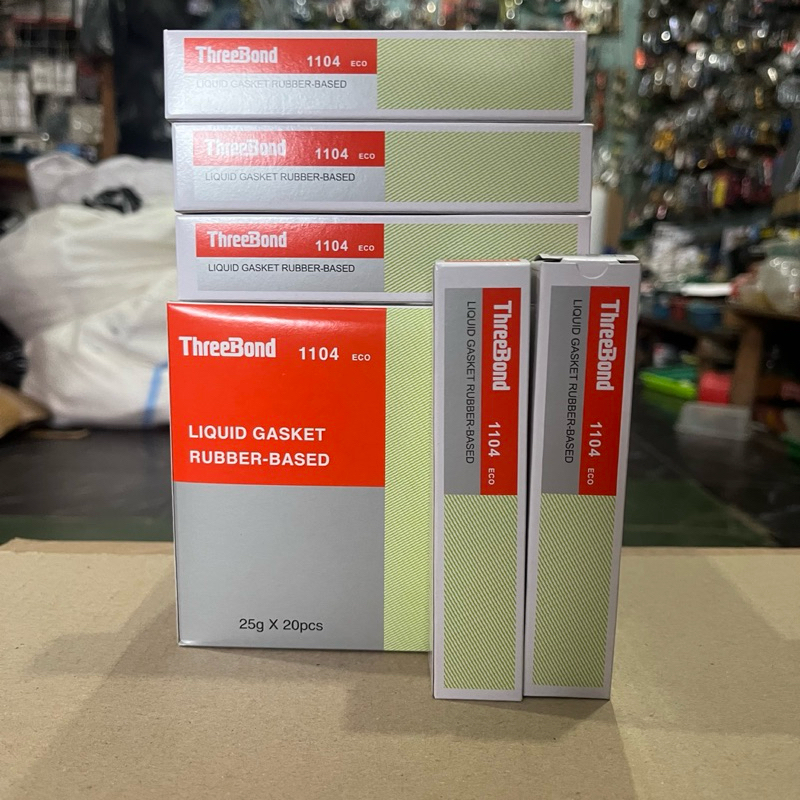 ThreeBond 1104 ECO
LIQUID GASKET RUBBER-BASED
ThreeBond 1104 ECO
LIQUID GASKET RUBBER-BASED
ThreeBond 1104 ECO
LIQUID GASKET RUBBER-BASED
ThreeBond 1104 ECO
LIQUID GASKET
RUBBER-BASED
25g X 20pcs
ThreeBond 1104 ECO
LIQUID GASKET RUBBER-BASED
ThreeBond 1104 ECO
LIQUID GASKET RUBBER-BASED